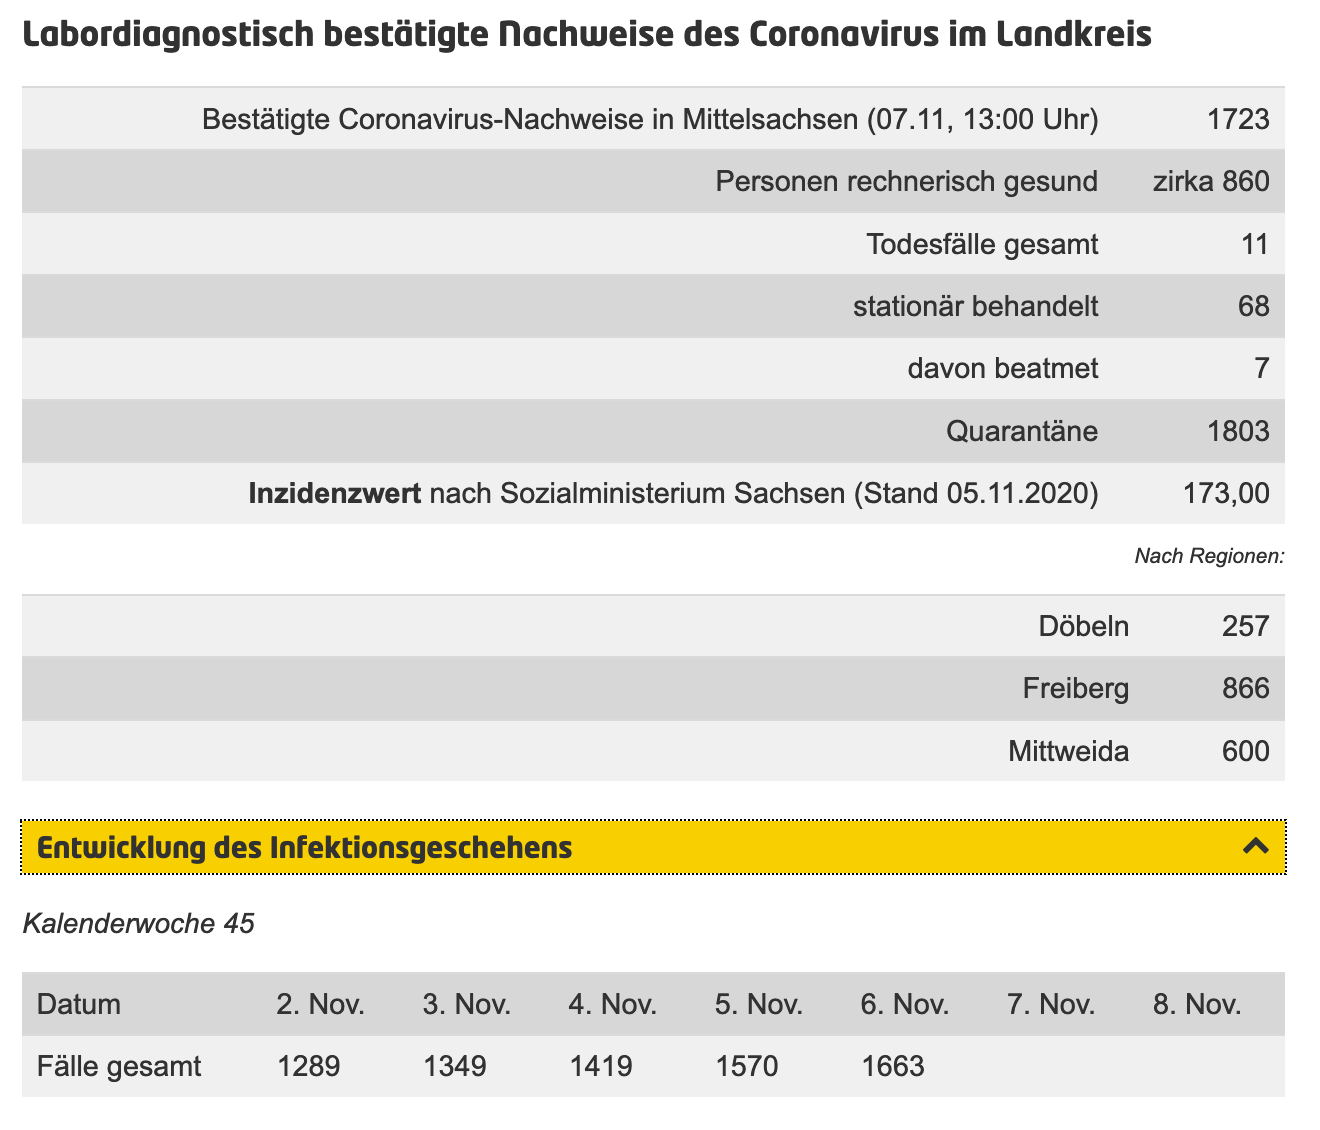 Labordiagnostisch bestätigte Nachweise des Coronavirus im Landkreis
Bestätigte Coronavirus-Nachweise in Mittelsachsen (07.11, 13:00 Uhr) 1723
Personen rechnerisch gesund zirka 860
Todesfälle gesamt 11
stationär behandelt 68
davon beatmet 7
Quarantäne 1803
Inzidenzwert nach Sozialministerium Sachsen (Stand 05.11.2020) 173,00
Nach Regionen:
Döbeln 257
Freiberg 866
Mittweida 600
Entwicklung des Infektionsgeschehens
Kalenderwoche 45
Datum 2. Nov. 3. Nov. 4. Nov. 5. Nov. 6. Nov. 7. Nov. 8. Nov.
Fälle gesamt 1289 1349 1419 1570 1663